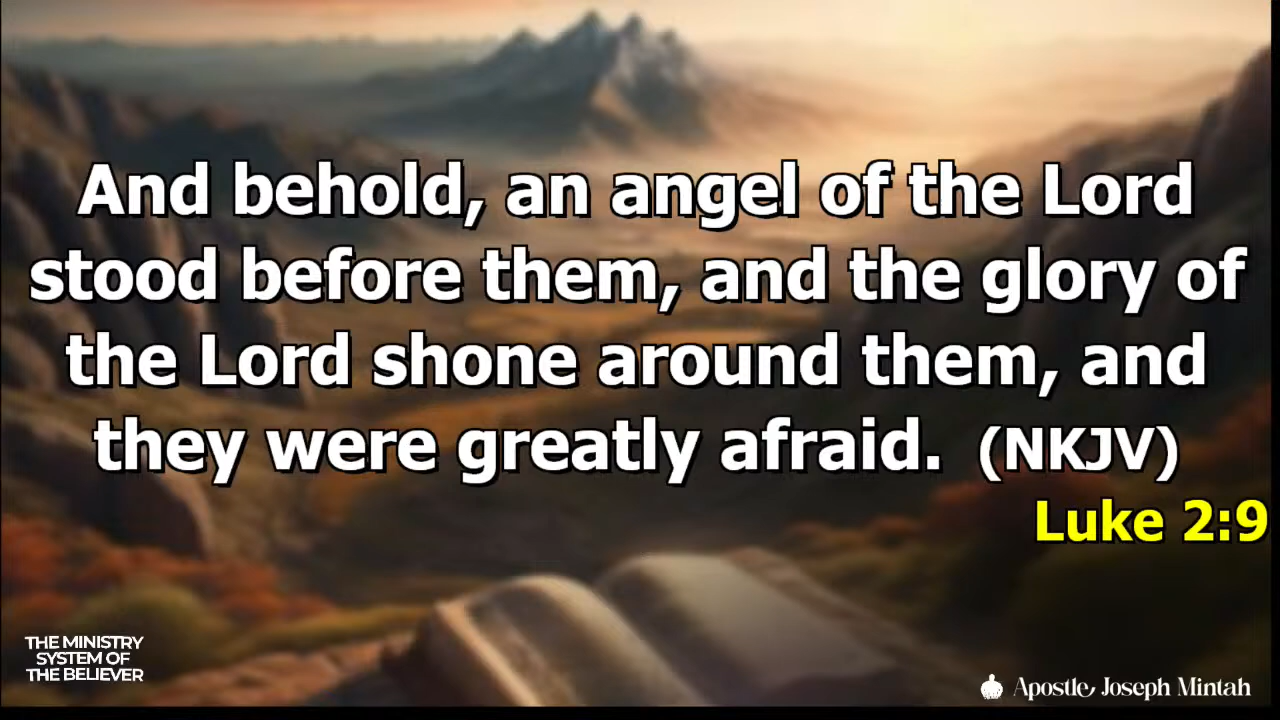 And behold, an angel of the Lord
stood before them, and the glory of
the Lord shone around them, and
they were greatly afraid. (NKJV)
Luke 2:9
THE MINISTRY
SYSTEM OF
THE BELIEVER
Apostle Joseph Mintah